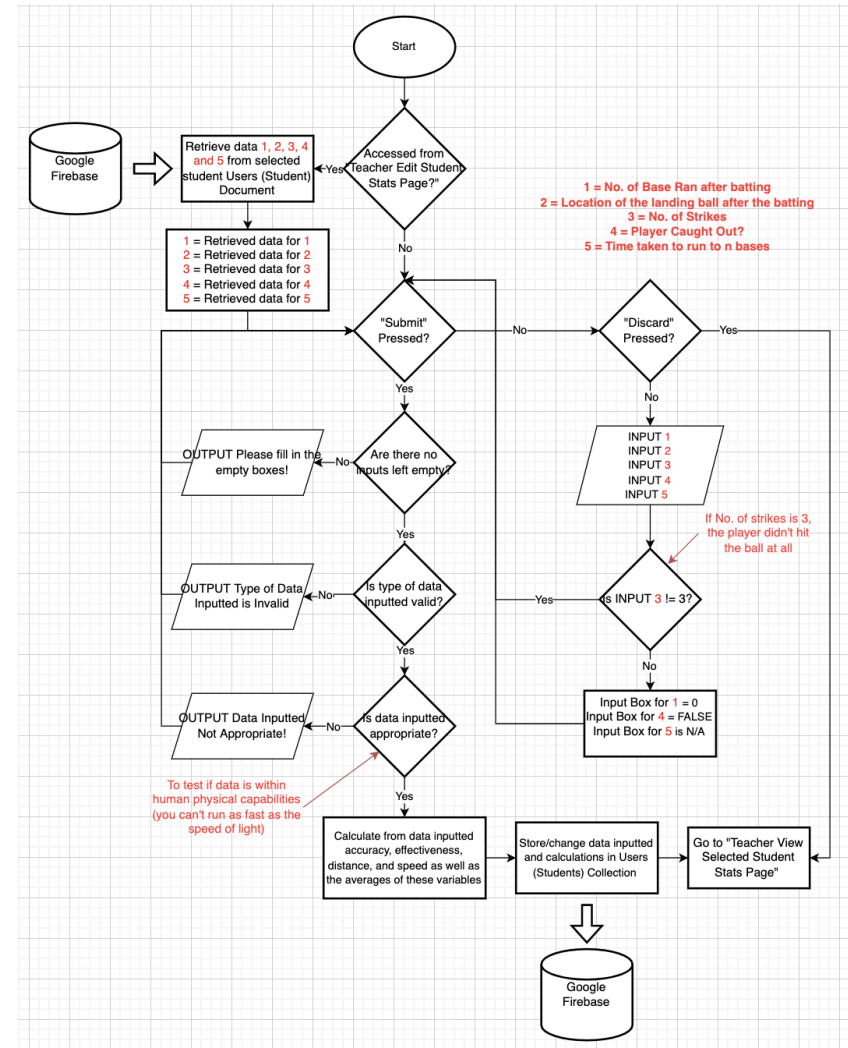 Start
Google
Firebase
Retrieve data 1, 2, 3, 4
and 5 from selected
student Users (Student)
Document
Yes
Accessed from
"Teacher Edit Student
Stats Page?"
1 = No. of Base Ran after batting
2 = Location of the landing ball after the batting
3 = No. of Strikes
4 = Player Caught Out?
5 = Time taken to run to n bases
1 = Retrieved data for 1
2 = Retrieved data for 2
3 = Retrieved data for 3
4 = Retrieved data for 4
5 = Retrieved data for 5
No
"Submit"
Pressed?
No
"Discard"
Pressed?
Yes
Yes
No
OUTPUT Please fill in the
empty boxes!
No
Are there no
inputs left empty?
INPUT 1
INPUT 2
INPUT 3
INPUT 4
INPUT 5
If No. of strikes is 3,
the player didn't hit
the ball at all
Yes
OUTPUT Type of Data
Inputted is Invalid
No
Is type of data
inputted valid?
Yes
Is INPUT 3 != 3?
Yes
No
OUTPUT Data Inputted
Not Appropriate!
No
Is data inputted
appropriate?
Input Box for 1 = 0
Input Box for 4 = FALSE
Input Box for 5 is N/A
To test if data is within
human physical capabilities
(you can't run as fast as the
speed of light)
Yes
Calculate from data inputted
accuracy, effectiveness,
distance, and speed as well as
the averages of these variables
Store/change data inputted
and calculations in Users
(Students) Collection
Go to "Teacher View
Selected Student
Stats Page"
Google
Firebase